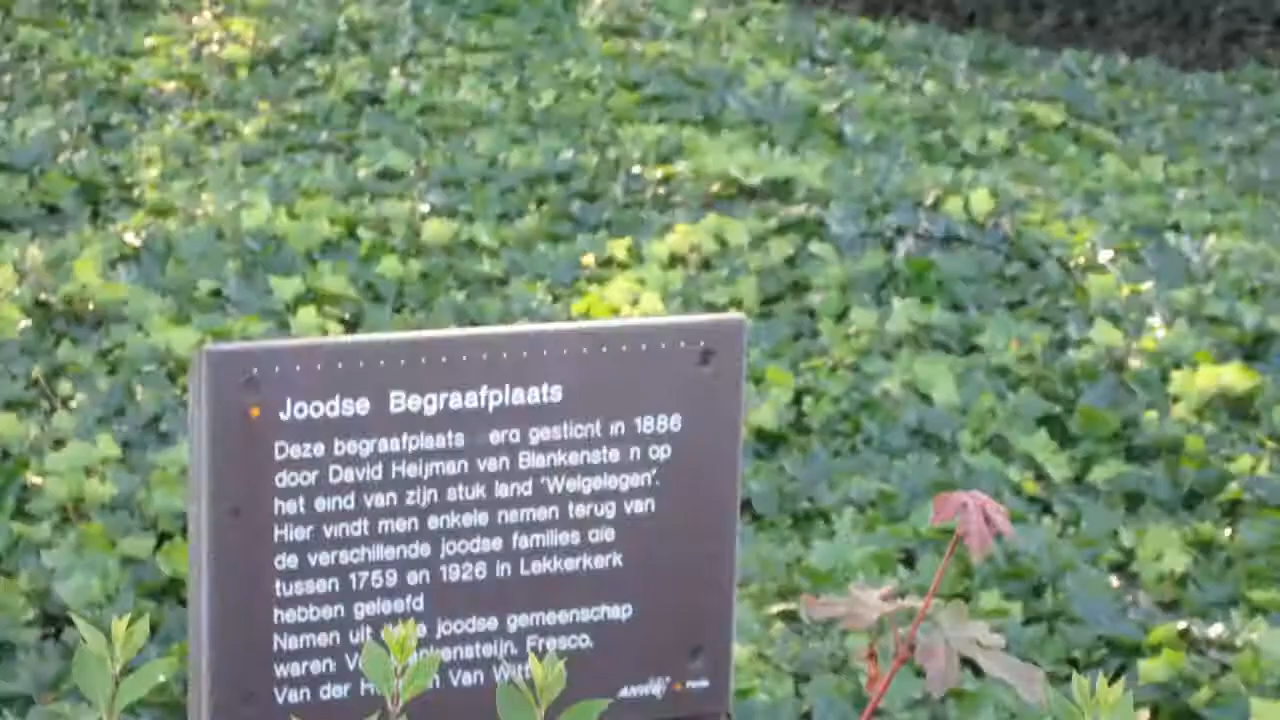 Joodse Begraafplaats
Deze begraafplaats erd gesticht in 1886
door David Heijman van Blankenste n op
het eind van zijn stuk land 'Welgelegen'.
Hier vindt men enkele namen terug van
de verschillende joodse families die
tussen 1759 en 1926 in Lekkerkerk
hebben geleefd
Namen uit joodse gemeenschap
waren: Fresco,
Van der Van
ANWB